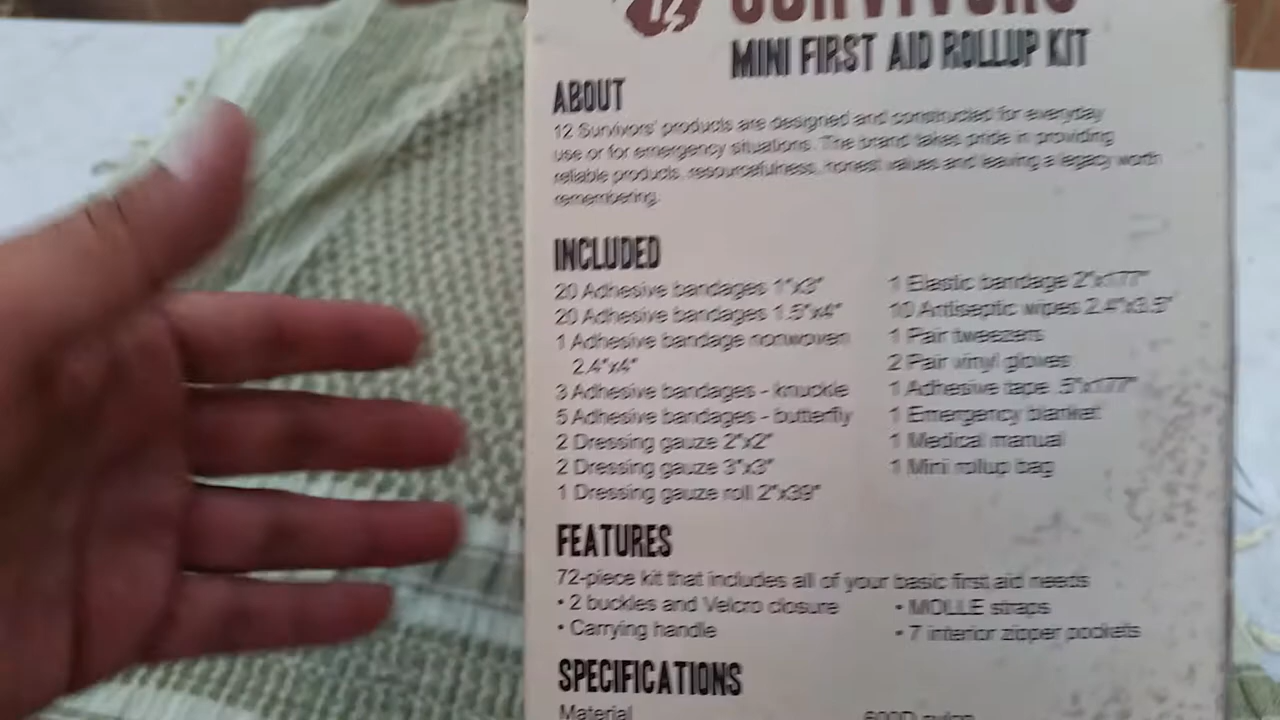 12 SURVIVORS
MINI FIRST AID ROLLUP KIT
ABOUT
12 Survivors' products are designed and constructed for everyday
use or for emergency situations. The brand takes pride in providing
reliable products, resourcefulness, honest values and leaving a legacy worth
remembering.
INCLUDED
20 Adhesive bandages 1"x3"
20 Adhesive bandages 1.5"x4"
1 Adhesive bandage nonwoven
2.4"x4"
3 Adhesive bandages - knuckle
5 Adhesive bandages - butterfly
2 Dressing gauze 2"x2"
2 Dressing gauze 3"x3"
1 Dressing gauze roll 2"x39"
1 Elastic bandage 2"x177"
10 Antiseptic wipes 2.4"x3.5"
1 Pair tweezers
2 Pair vinyl gloves
1 Adhesive tape .5"x177"
1 Emergency blanket
1 Medical manual
1 Mini rollup bag
FEATURES
72-piece kit that includes all of your basic first aid needs
• 2 buckles and Velcro closure
• Carrying handle
• MOLLE straps
• 7 interior zipper pockets
SPECIFICATIONS
Material 600D nylon